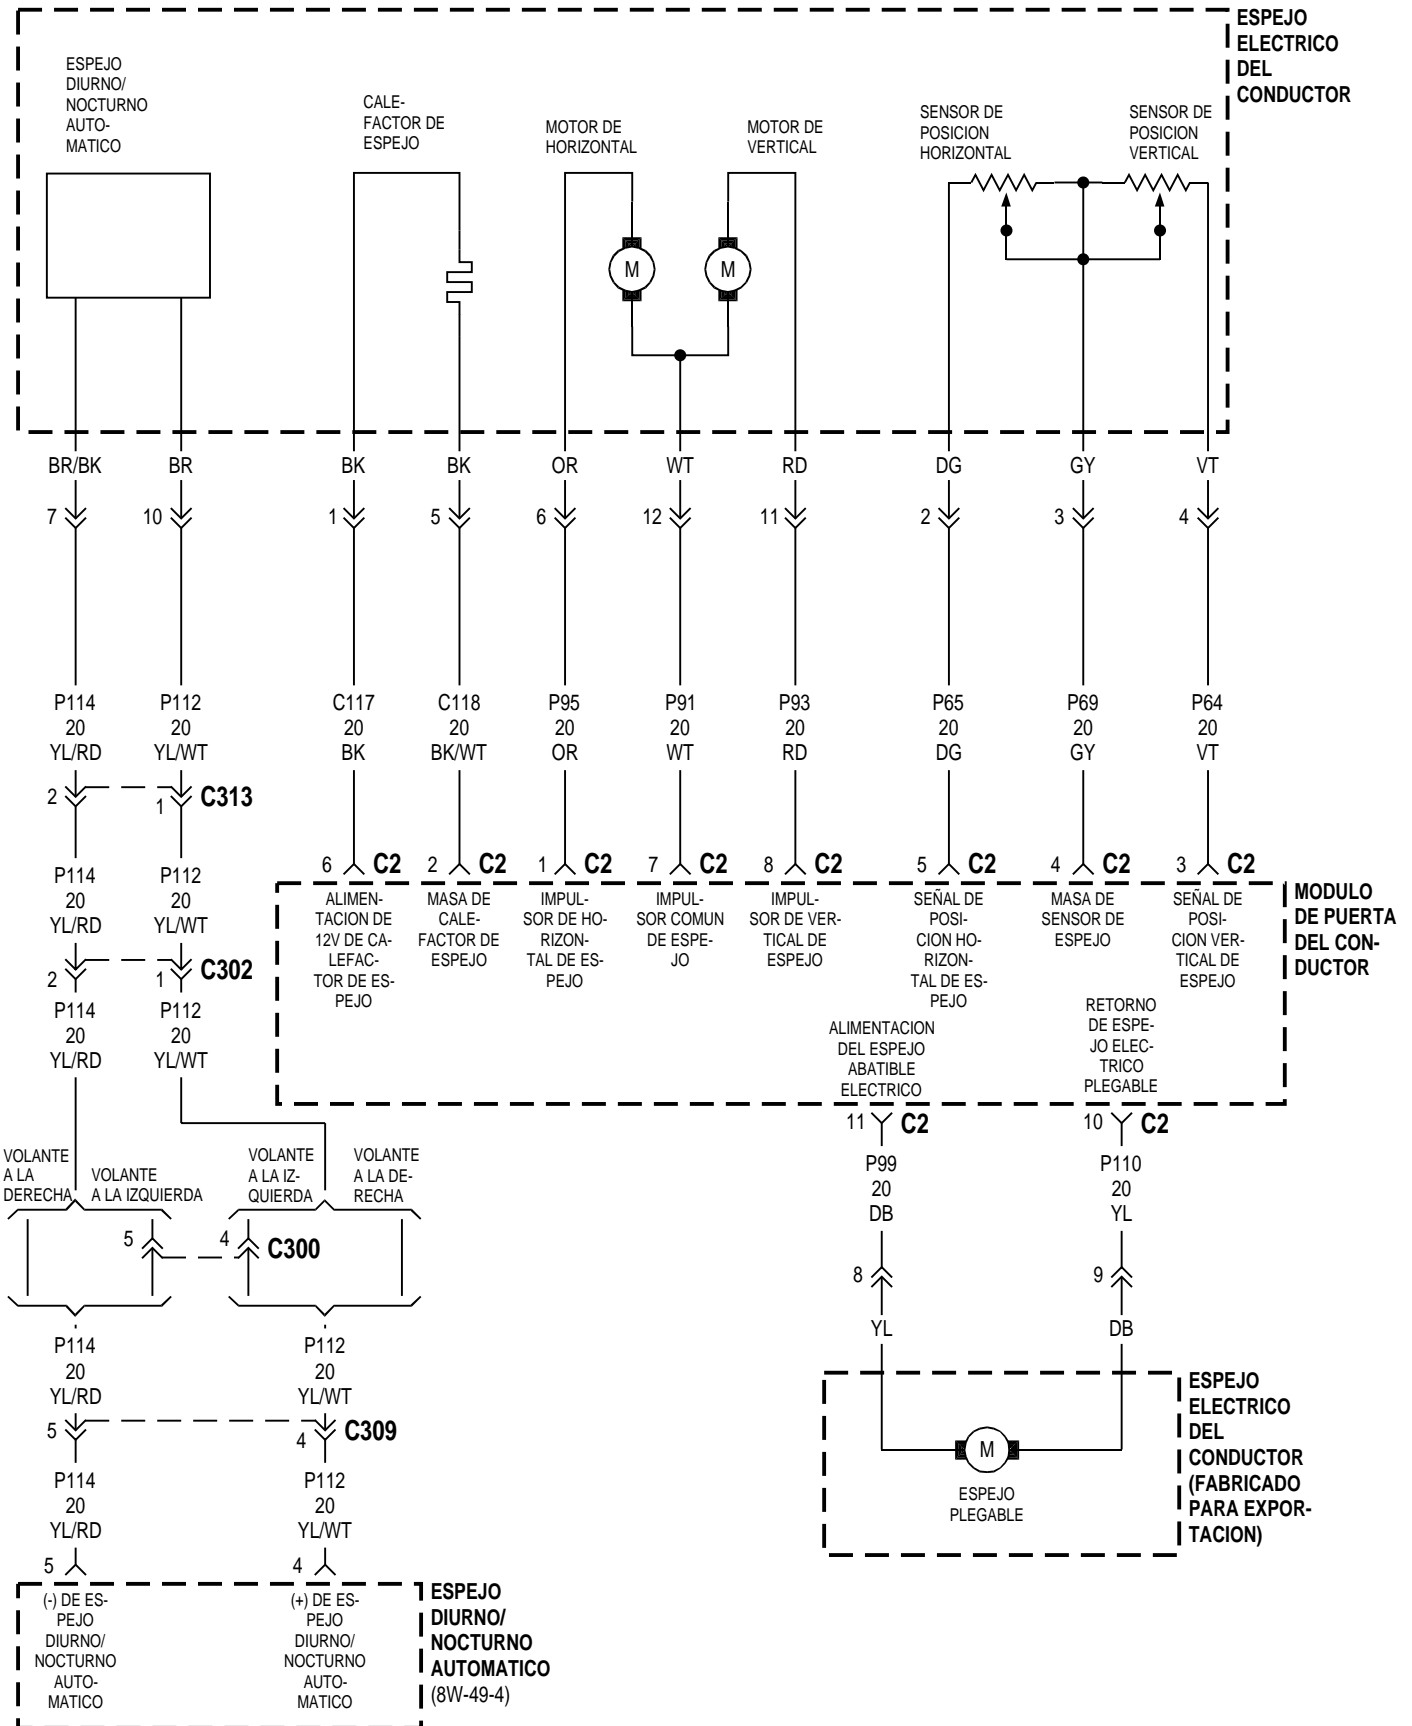 ESPEJO
ELECTRICO
DEL
CONDUCTOR
ESPEJO
DIURNO/
NOCTURNO
AUTO-
MATICO
CALE-
FACTOR DE
ESPEJO
MOTOR DE
HORIZONTAL
MOTOR DE
VERTICAL
SENSOR DE
POSICION
HORIZONTAL
SENSOR DE
POSICION
VERTICAL
M M
BR/BK BR BK BK OR WT RD DG GY VT
7 10 1 5 6 12 11 2 3 4
P114 P112 C117 C118 P95 P91 P93 P65 P69 P64
20 20 20 20 20 20 20 20 20 20
YL/RD YL/WT BK BK/WT OR WT RD DG GY VT
2 1 C313
P114 P112
20 20
YL/RD YL/WT
2 1 C302
P114 P112
20 20
YL/RD YL/WT
6 C2 2 C2 1 C2 7 C2 8 C2 5 C2 4 C2 3 C2
ALIMEN-
TACION DE
12V DE CA-
LEFAC-
TOR DE ES-
PEJO
MASA DE
CALE-
FACTOR DE
ESPEJO
IMPUL-
SOR DE HO-
RIZON-
TAL DE ES-
PEJO
IMPUL-
SOR COMUN
DE ESPE-
JO
IMPUL-
SOR DE VER-
TICAL DE
ESPEJO
SEÑAL DE
POSI-
CION HO-
RIZON-
TAL DE ES-
PEJO
MASA DE
SENSOR DE
ESPEJO
SEÑAL DE
POSI-
CION VER-
TICAL DE
ESPEJO
MODULO
DE PUERTA
DEL CON-
DUCTOR
ALIMENTACION
DEL ESPEJO
ABATIBLE
ELECTRICO
RETORNO
DE ESPE-
JO ELEC-
TRICO
PLEGABLE
11 C2 10 C2
P99 P110
20 20
DB YL
8 9
YL DB
M
ESPEJO
PLEGABLE
ESPEJO
ELECTRICO
DEL
CONDUCTOR
(FABRICADO
PARA EXPOR-
TACION)
VOLANTE
A LA
DERECHA
VOLANTE
A LA IZQUIERDA
VOLANTE
A LA IZ-
QUIERDA
VOLANTE
A LA DE-
RECHA
5 4 C300
P114 P112
20 20
YL/RD YL/WT
5 4 C309
P114 P112
20 20
YL/RD YL/WT
5 4
(-) DE ES-
PEJO
DIURNO/
NOCTURNO
AUTO-
MATICO
(+) DE ES-
PEJO
DIURNO/
NOCTURNO
AUTO-
MATICO
ESPEJO
DIURNO/
NOCTURNO
AUTOMATICO
(8W-49-4)